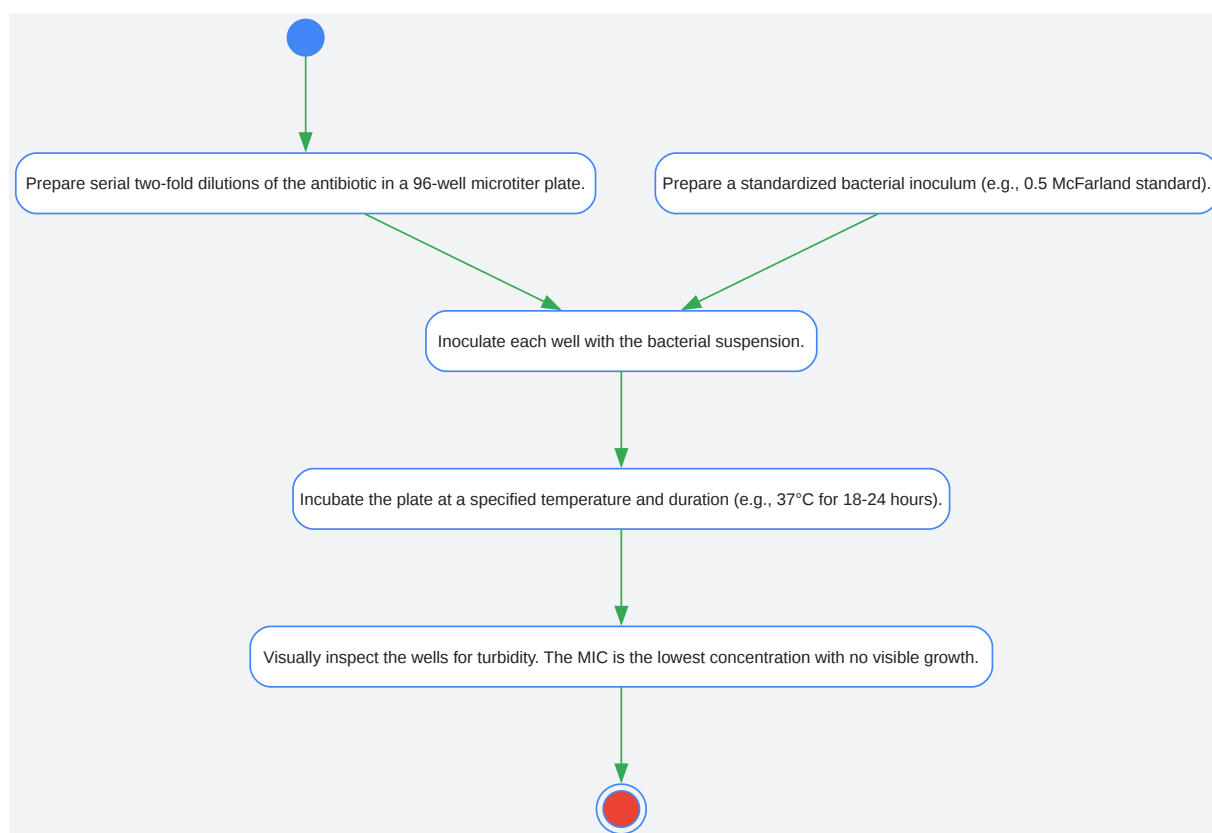 Prepare serial two-fold dilutions of the antibiotic in a 96-well microtiter plate.
Prepare a standardized bacterial inoculum (e.g., 0.5 McFarland standard).
Inoculate each well with the bacterial suspension.
Incubate the plate at a specified temperature and duration (e.g., 37°C for 18-24 hours).
Visually inspect the wells for turbidity. The MIC is the lowest concentration with no visible growth.